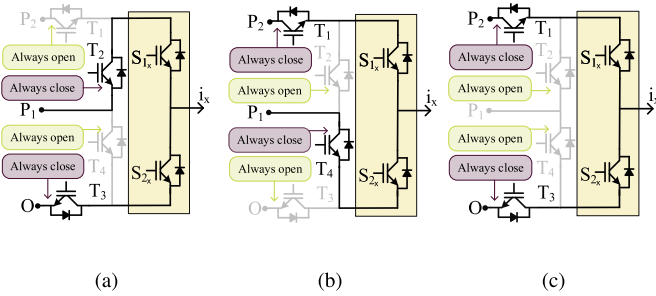 P2
T1
Always open
T2
S1x
Always close
P1
ix
Always open
T4
Always close
S2x
T3
O
(a)
P2
T1
Always close
T2
S1x
Always open
P1
ix
Always close
T4
Always open
S2x
T3
O
(b)
P2
T1
Always close
T2
S1x
Always open
P1
ix
Always open
T4
Always close
S2x
T3
O
(c)